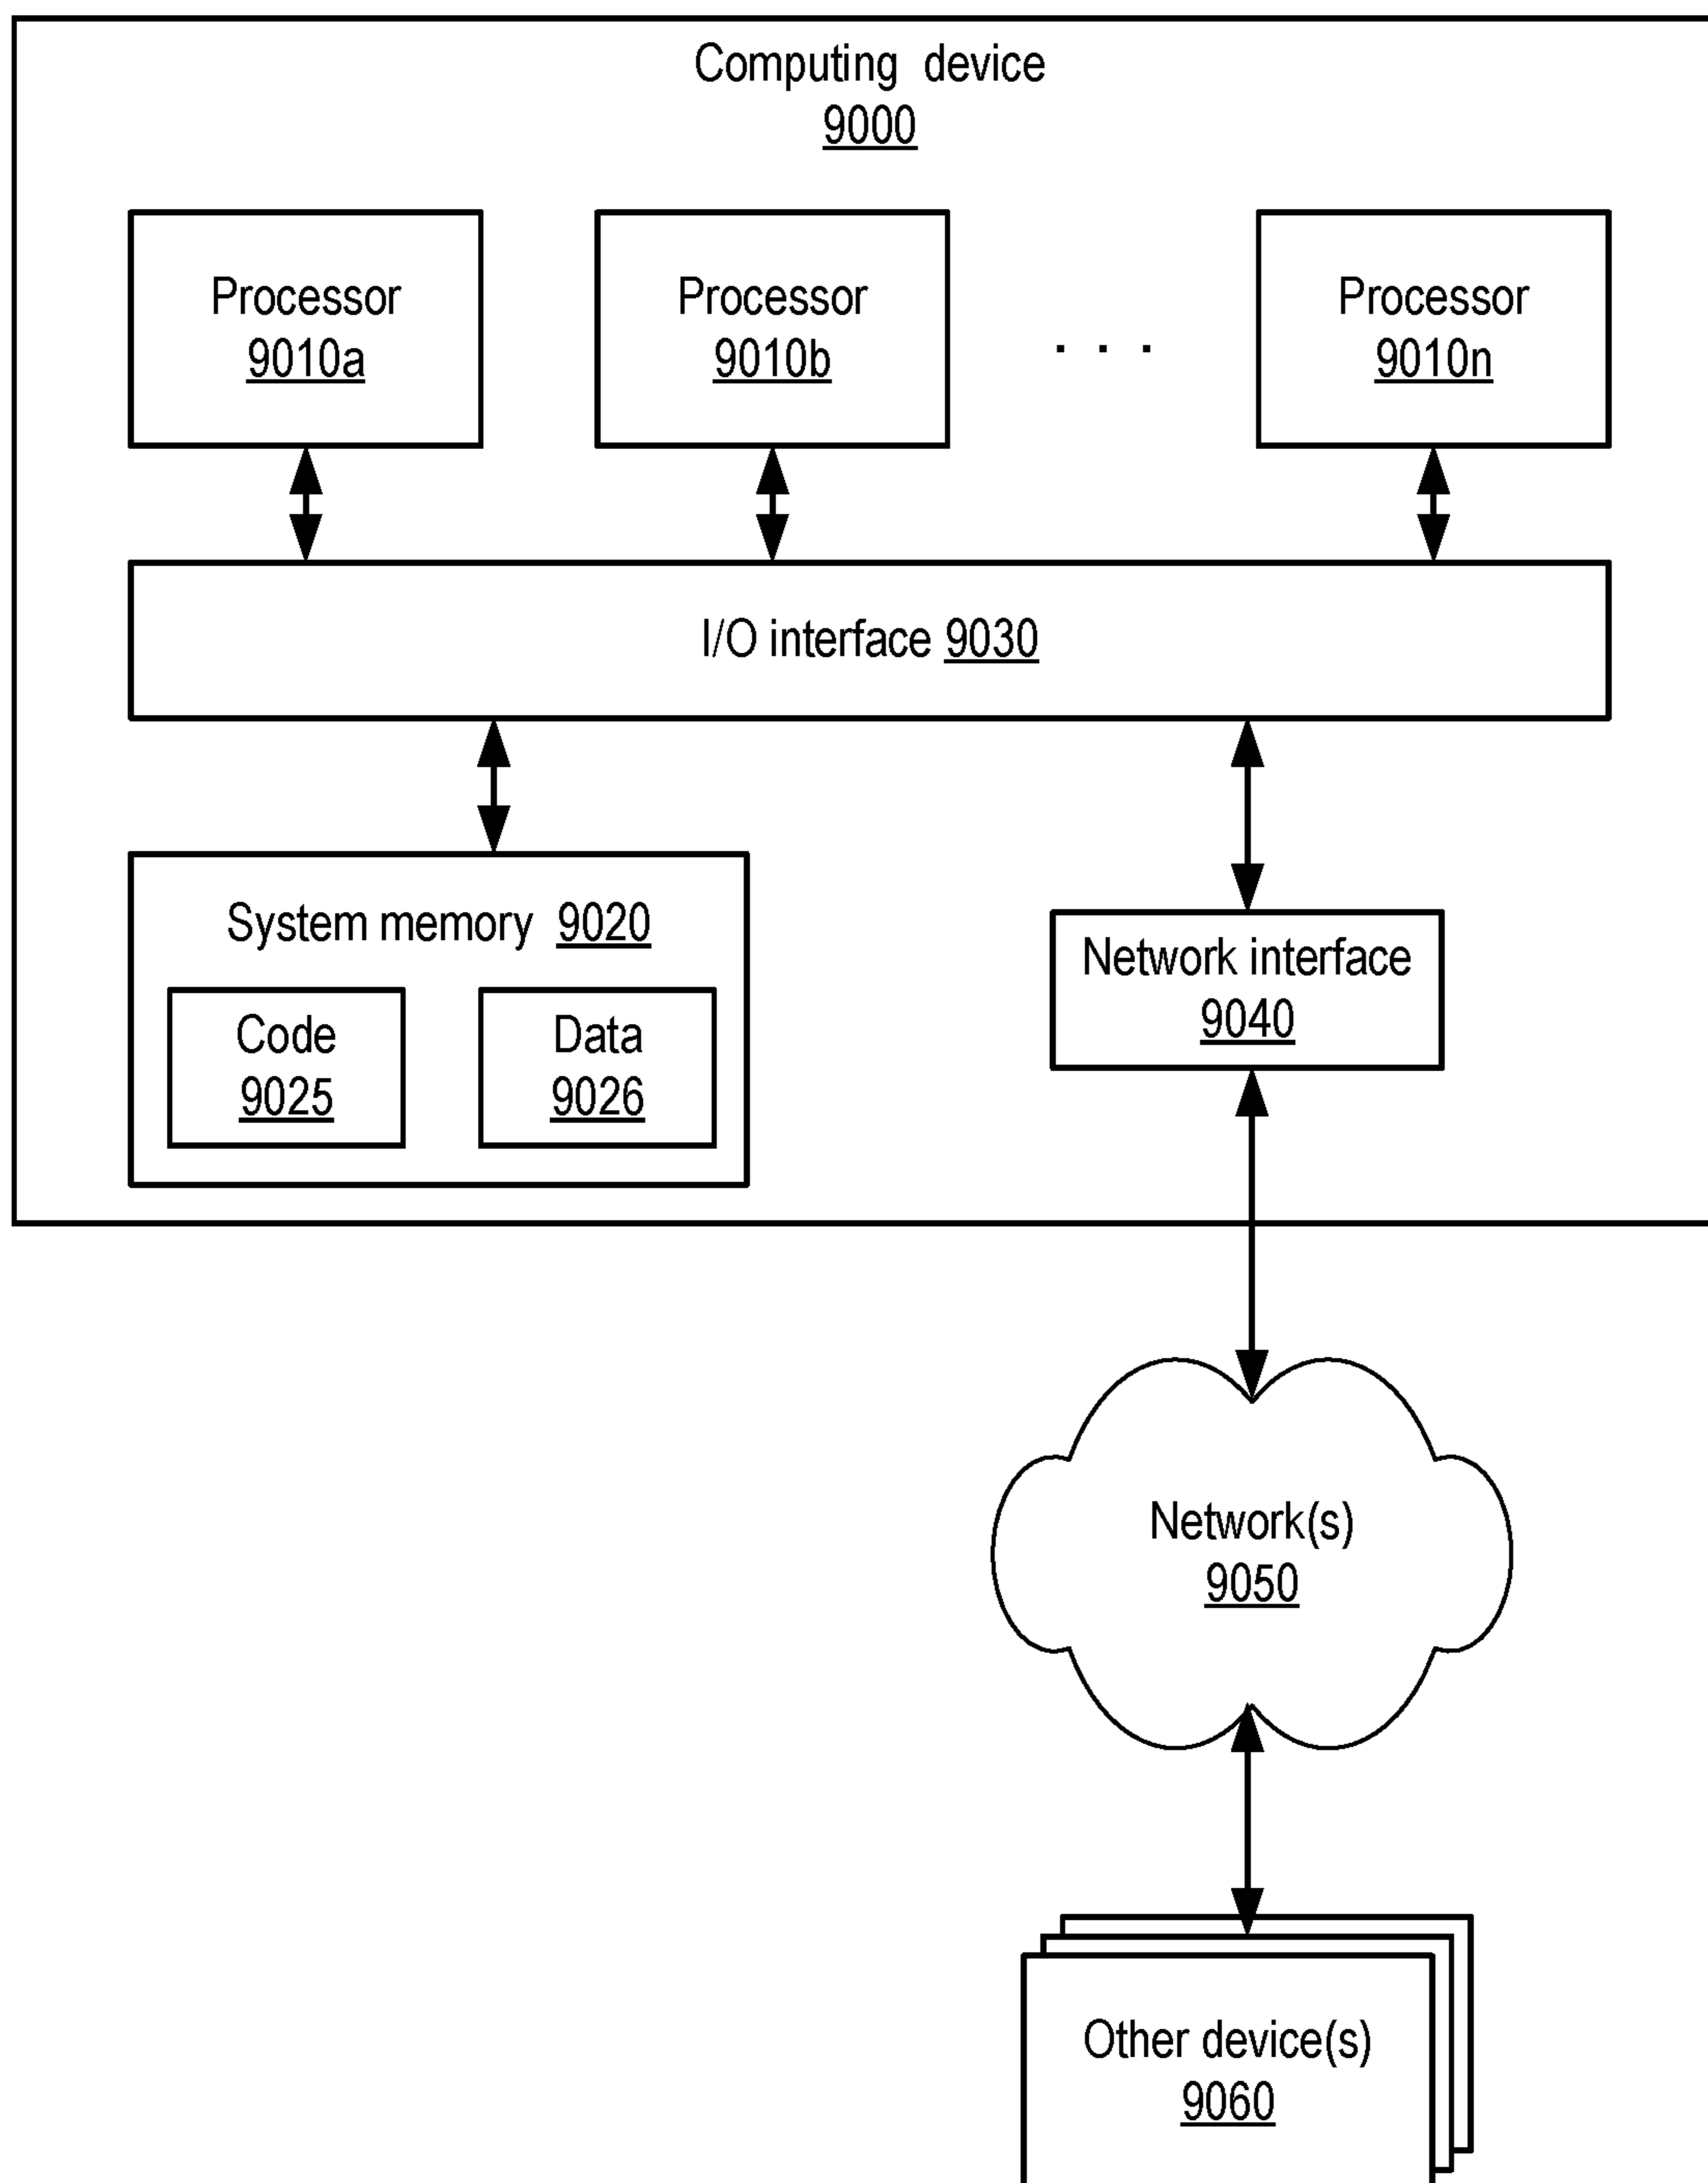 Computing device
9000
Processor
9010a
Processor
9010b
. . .
Processor
9010n
I/O interface 9030
System memory 9020
Code
9025
Data
9026
Network interface
9040
Network(s)
9050
Other device(s)
9060